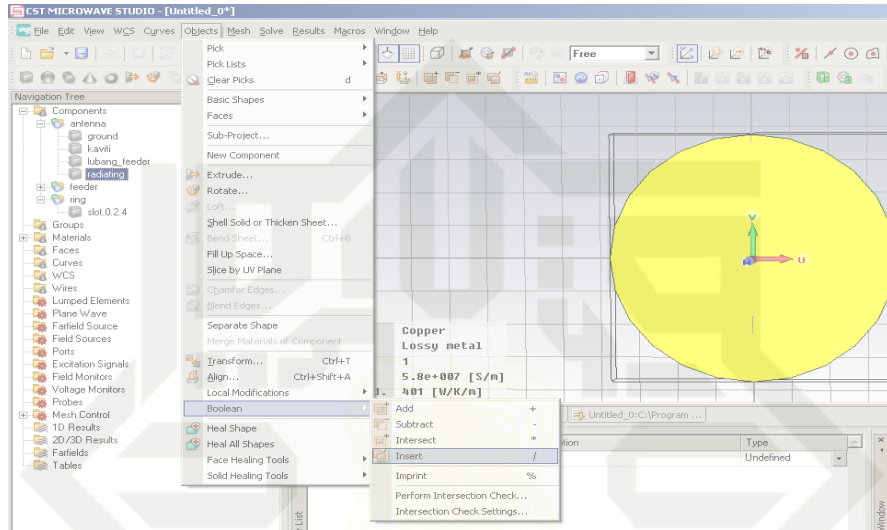 CST MICROWAVE STUDIO - [Untitled_0*]
File Edit View WCS Curves Objects Mesh Solve Results Macros Window Help
Free
Navigation Tree
Components
antenna
ground
kaviti
lubang_feeder
radiating
feeder
ring
slot.0.2.4
Groups
Materials
Faces
Curves
WCS
Wires
Lumped Elements
Plane Wave
Farfield Source
Field Sources
Ports
Excitation Signals
Field Monitors
Voltage Monitors
Probes
Mesh Control
1D Results
2D/3D Results
Farfields
Tables
Pick
Pick Lists
Clear Picks d
Basic Shapes
Faces
Sub-Project...
New Component
Extrude...
Rotate...
Loft...
Shell Solid or Thicken Sheet...
Bend Sheet... Ctrl+B
Fill Up Space...
Slice by UV Plane
Chamfer Edges...
Blend Edges...
Separate Shape
Merge Materials of Component
Transform... Ctrl+T
Align... Ctrl+Shift+A
Local Modifications
Boolean
Heal Shape
Heal All Shapes
Face Healing Tools
Solid Healing Tools
Add +
Subtract -
Intersect *
Insert /
Imprint %
Perform Intersection Check...
Intersection Check Settings...
v
u
Copper
Lossy metal
1
5.8e+007 [S/m]
401 [W/K/m]
Untitled_0:C:\Program ...
Type
Undefined